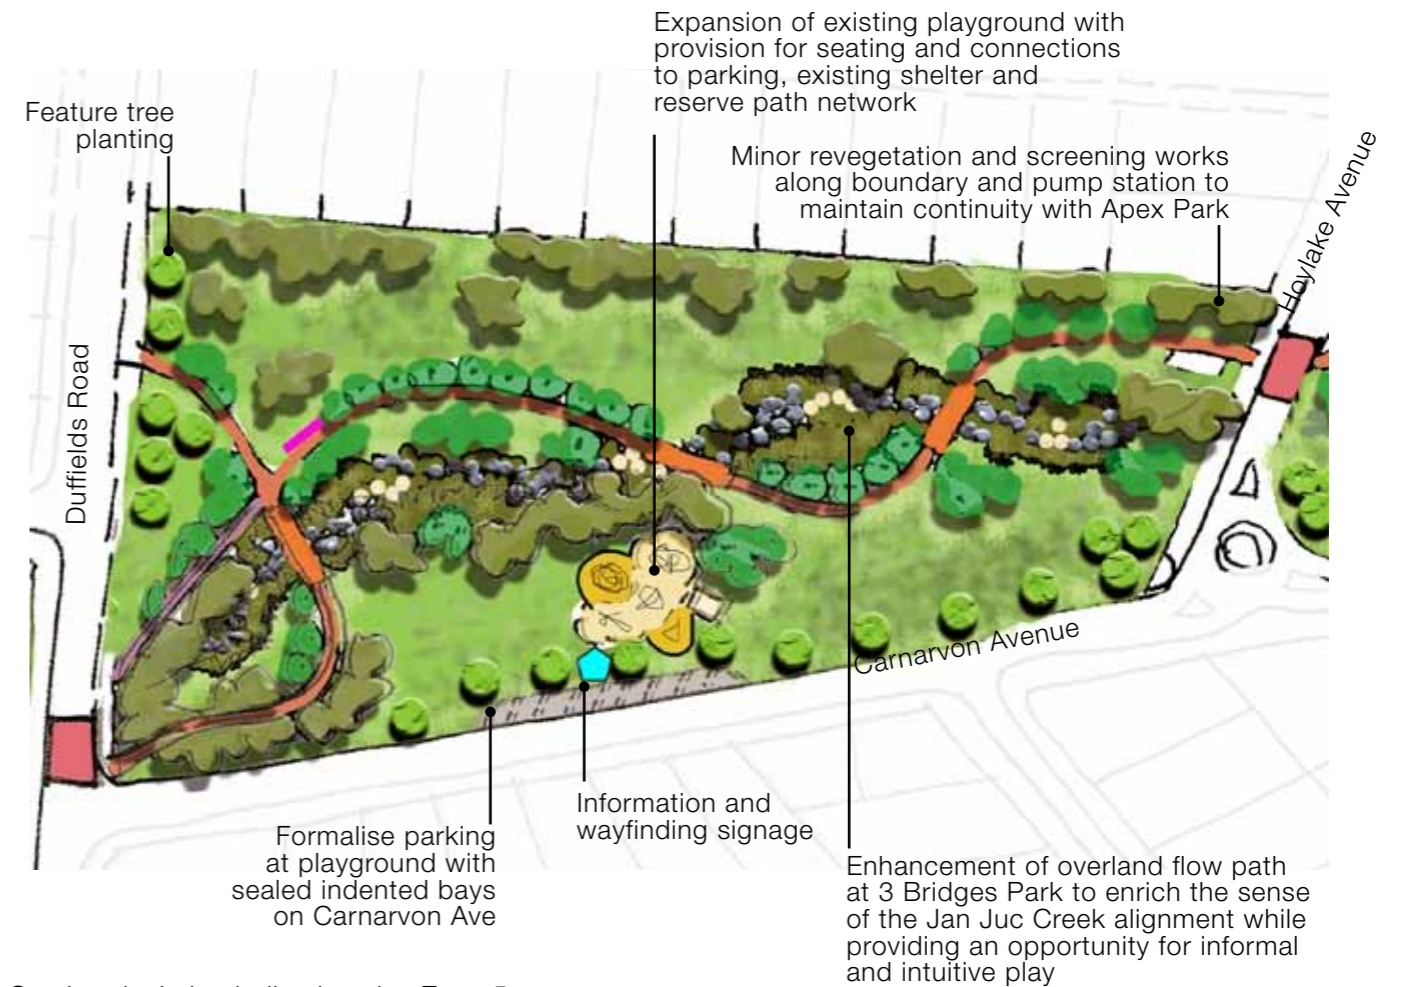 Expansion of existing playground with
provision for seating and connections
to parking, existing shelter and
reserve path network
Feature tree
planting
Minor revegetation and screening works
along boundary and pump station to
maintain continuity with Apex Park
Hoylake Avenue
Duffields Road
Carnarvon Avenue
Information and
wayfinding signage
Formalise parking
at playground with
sealed indented bays
on Carnarvon Ave
Enhancement of overland flow path
at 3 Bridges Park to enrich the sense
of the Jan Juc Creek alignment while
providing an opportunity for informal
and intuitive play